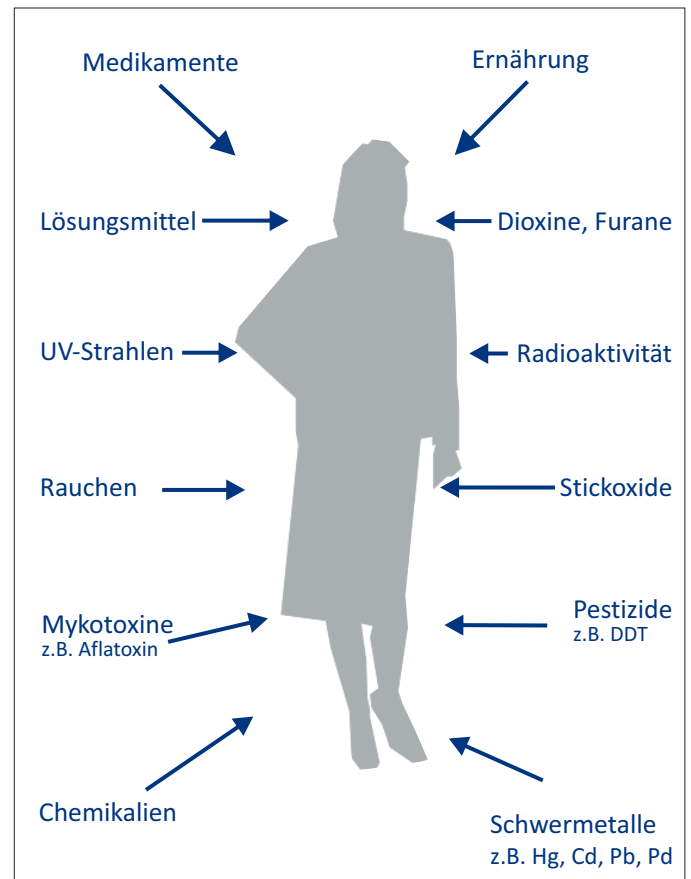 Medikamente
Ernährung
Lösungsmittel
Dioxine, Furane
UV-Strahlen
Radioaktivität
Rauchen
Stickoxide
Mykotoxine
z.B. Aflatoxin
Pestizide
z.B. DDT
Chemikalien
Schwermetalle
z.B. Hg, Cd, Pb, Pd